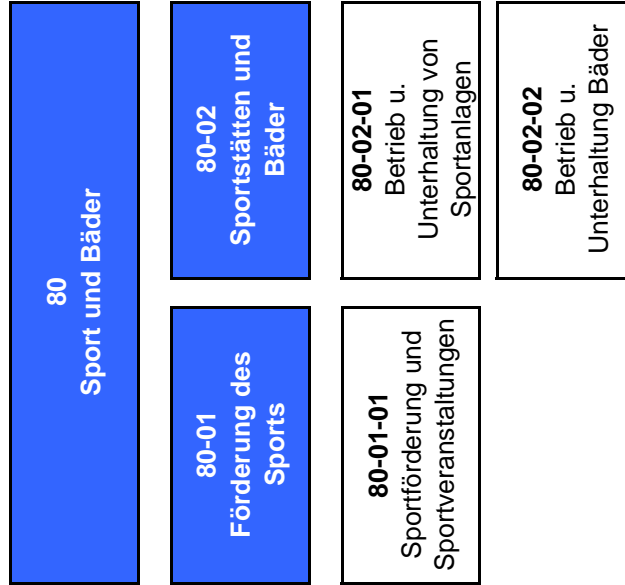 80
Sport und Bäder
80-01
Förderung des
Sports
80-02
Sportstätten und
Bäder
80-01-01
Sportförderung und
Sportveranstaltungen
80-02-01
Betrieb u.
Unterhaltung von
Sportanlagen
80-02-02
Betrieb u.
Unterhaltung Bäder